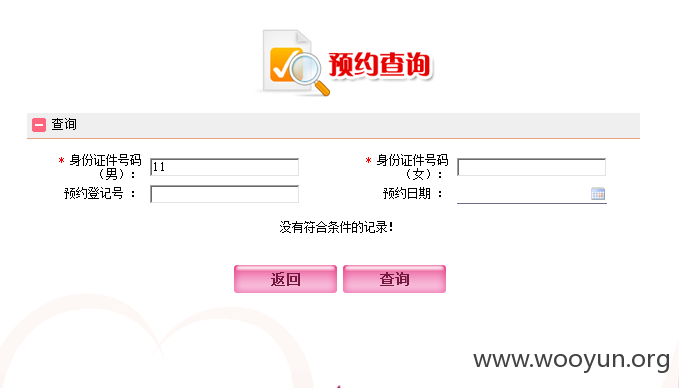 预约查询
查询
* 身份证件号码（男）：
11
* 身份证件号码（女）：
预约登记号 ：
预约日期 ：
没有符合条件的记录！
返回
查询
www.wooyun.org